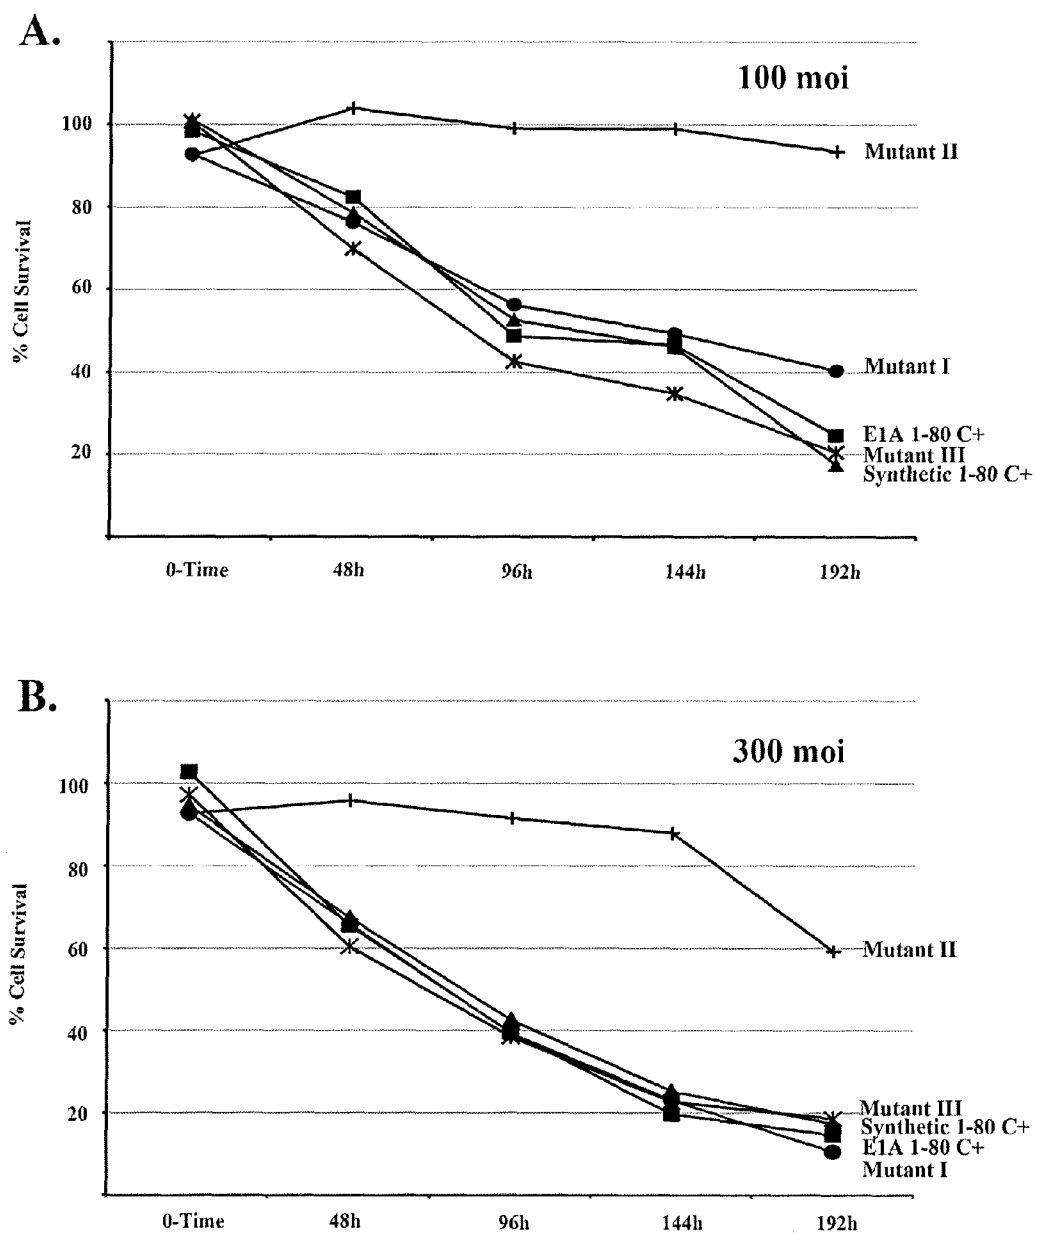 A.
100 moi
100
80
60
40
20
% Cell Survival
Mutant II
Mutant I
E1A 1-80 C+
Mutant III
Synthetic 1-80 C+
0-Time 48h 96h 144h 192h
B.
300 moi
100
80
60
40
20
% Cell Survival
Mutant II
Mutant III
Synthetic 1-80 C+
E1A 1-80 C+
Mutant I
0-Time 48h 96h 144h 192h